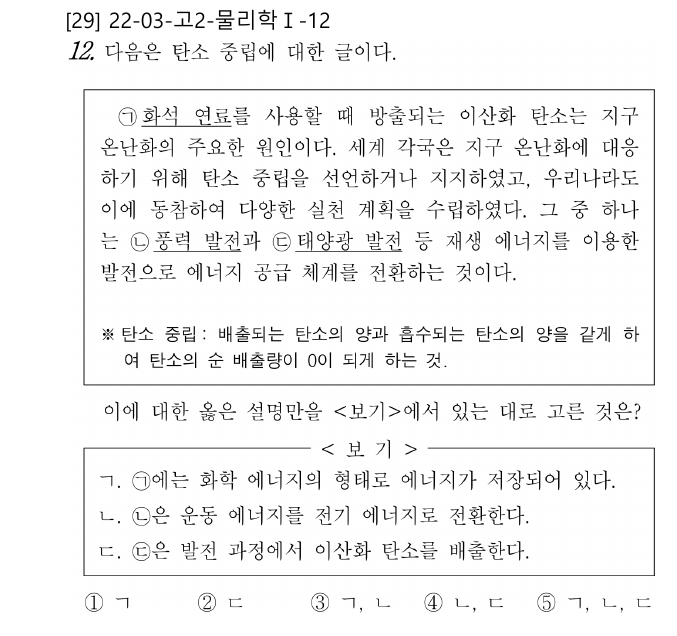 [29] 22-03-고2-물리학Ⅰ-12
12. 다음은 탄소 중립에 대한 글이다.
㉠화석 연료를 사용할 때 방출되는 이산화 탄소는 지구
온난화의 주요한 원인이다. 세계 각국은 지구 온난화에 대응
하기 위해 탄소 중립을 선언하거나 지지하였고, 우리나라도
이에 동참하여 다양한 실천 계획을 수립하였다. 그 중 하나
는 ㉡풍력 발전과 ㉢태양광 발전 등 재생 에너지를 이용한
발전으로 에너지 공급 체계를 전환하는 것이다.
※ 탄소 중립 : 배출되는 탄소의 양과 흡수되는 탄소의 양을 같게 하
여 탄소의 순 배출량이 0이 되게 하는 것.
이에 대한 옳은 설명만을 <보기>에서 있는 대로 고른 것은?
< 보 기 >
ㄱ. ㉠에는 화학 에너지의 형태로 에너지가 저장되어 있다.
ㄴ. ㉡은 운동 에너지를 전기 에너지로 전환한다.
ㄷ. ㉢은 발전 과정에서 이산화 탄소를 배출한다.
① ㄱ ② ㄷ ③ ㄱ, ㄴ ④ ㄴ, ㄷ ⑤ ㄱ, ㄴ, ㄷ